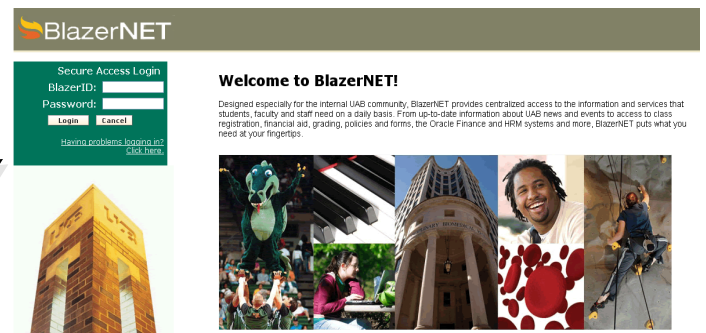 BlazerNET
Secure Access Login
BlazerID:
Password:
Login Cancel
Having problems logging in?
Click here.
Welcome to BlazerNET!
Designed especially for the internal UAB community, BlazerNET provides centralized access to the information and services that
students, faculty and staff need on a daily basis. From up-to-date information about UAB news and events to access to class
registration, financial aid, grading, policies and forms, the Oracle Finance and HRM systems and more, BlazerNET puts what you
need at your fingertips.